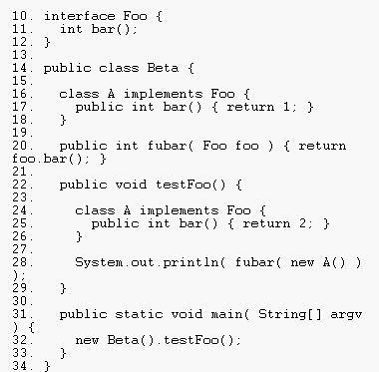 10. interface Foo {
11.   int bar();
12. }
13.
14. public class Beta {
15.
16.   class A implements Foo {
17.     public int bar() { return 1; }
18.   }
19.
20.   public int fubar( Foo foo ) { return
foo.bar(); }
21.
22.   public void testFoo() {
23.
24.     class A implements Foo {
25.       public int bar() { return 2; }
26.     }
27.
28.     System.out.println( fubar( new A() )
);
29.   }
30.
31.   public static void main( String[] argv
) {
32.     new Beta().testFoo();
33.   }
34. }